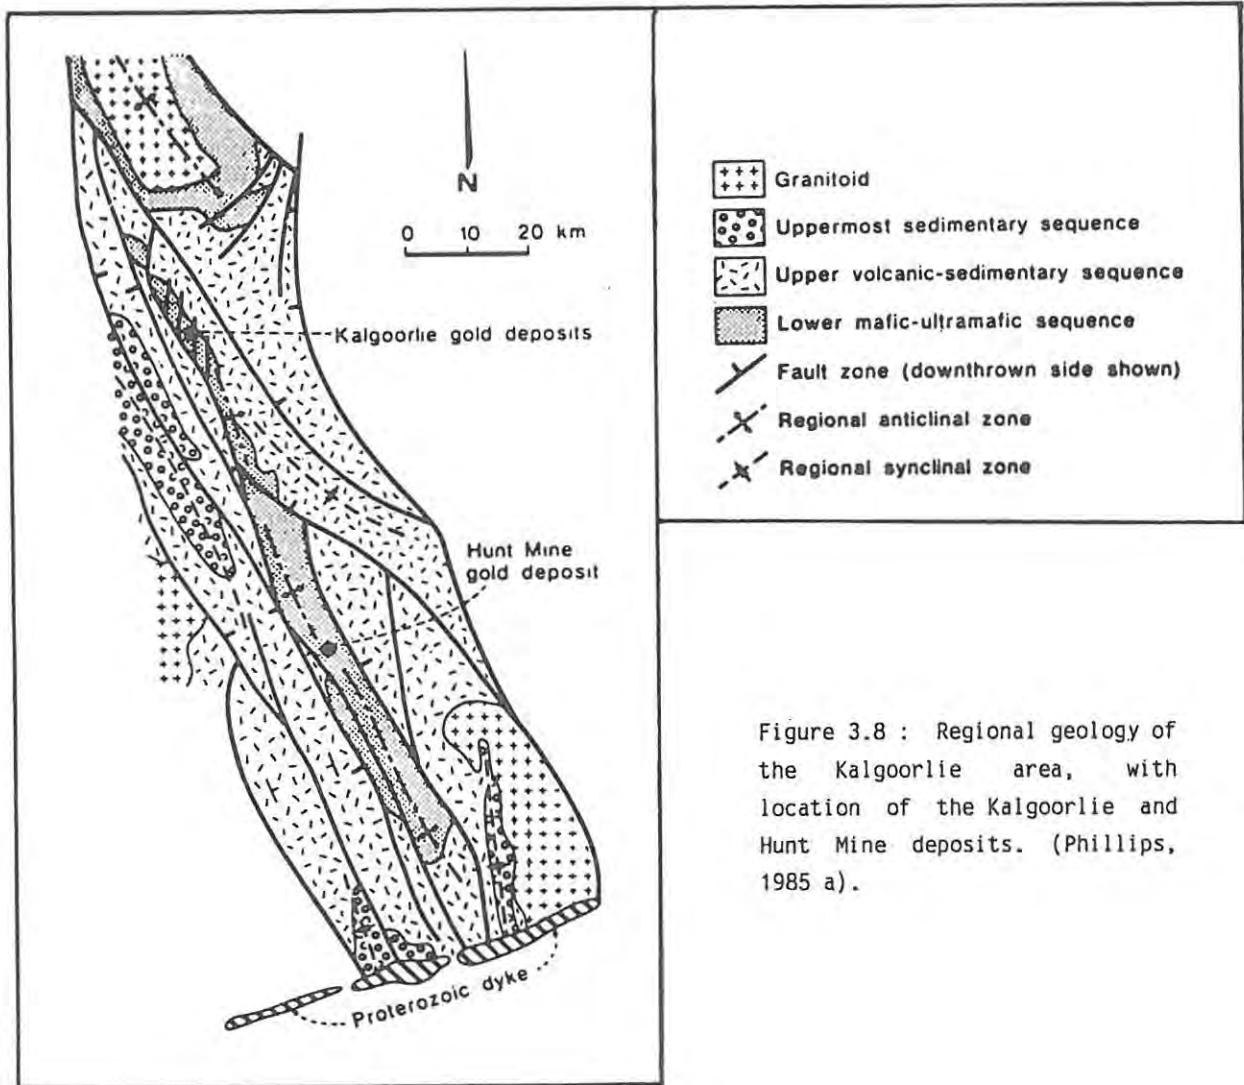 N
0 10 20 km
Kalgoorlie gold deposits
Hunt Mine
gold deposit
Proterozoic dyke
Granitoid
Uppermost sedimentary sequence
Upper volcanic-sedimentary sequence
Lower mafic-ultramafic sequence
Fault zone (downthrown side shown)
Regional anticlinal zone
Regional synclinal zone
Figure 3.8 : Regional geology of
the Kalgoorlie area, with
location of the Kalgoorlie and
Hunt Mine deposits. (Phillips,
1985 a).